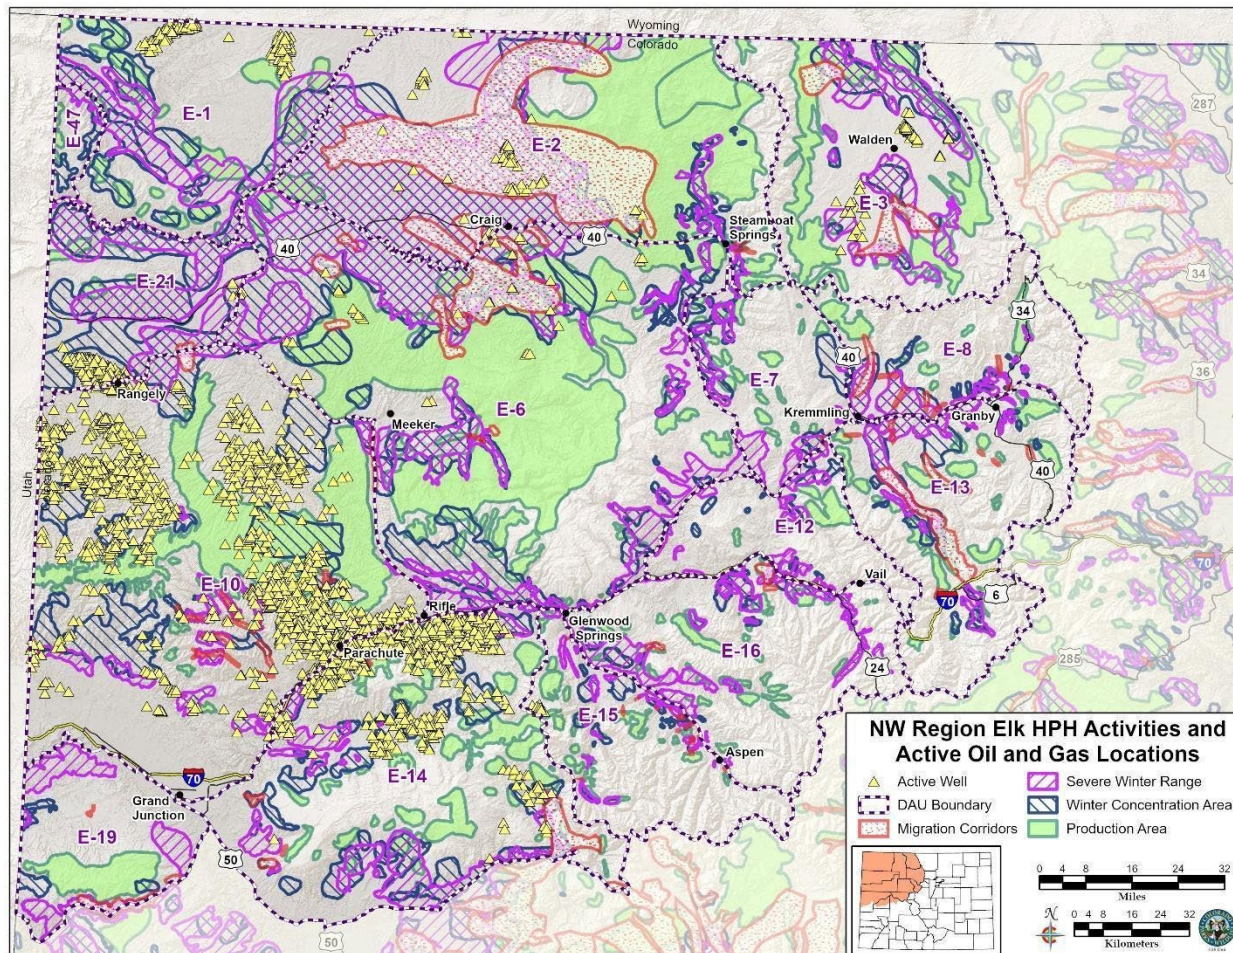 Wyoming
Colorado
287
E-47
E-1
E-2
Walden
E-3
Craig
40
Steamboat
Springs
40
40
E-21
34
34
E-8
40
36
E-7
Rangely
Meeker
E-6
Kremmling
Granby
40
Utah
E-13
E-12
Vail
70
E-10
Rifle
6
70
Glenwood
Springs
Parachute
E-16
24
285
E-15
Aspen
E-14
70
Grand
Junction
E-19
50
50
NW Region Elk HPH Activities and
Active Oil and Gas Locations
Active Well
Severe Winter Range
DAU Boundary
Winter Concentration Area
Migration Corridors
Production Area
0 4 8 16 24 32
Miles
N
0 4 8 16 24 32
Kilometers